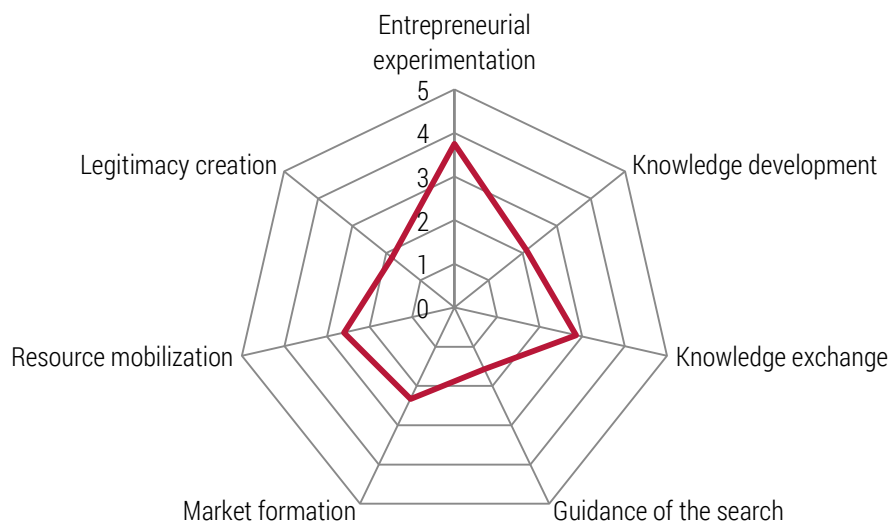 Entrepreneurial
experimentation
5
4
3
2
1
0
Legitimacy creation
Knowledge development
Resource mobilization
Knowledge exchange
Market formation
Guidance of the search